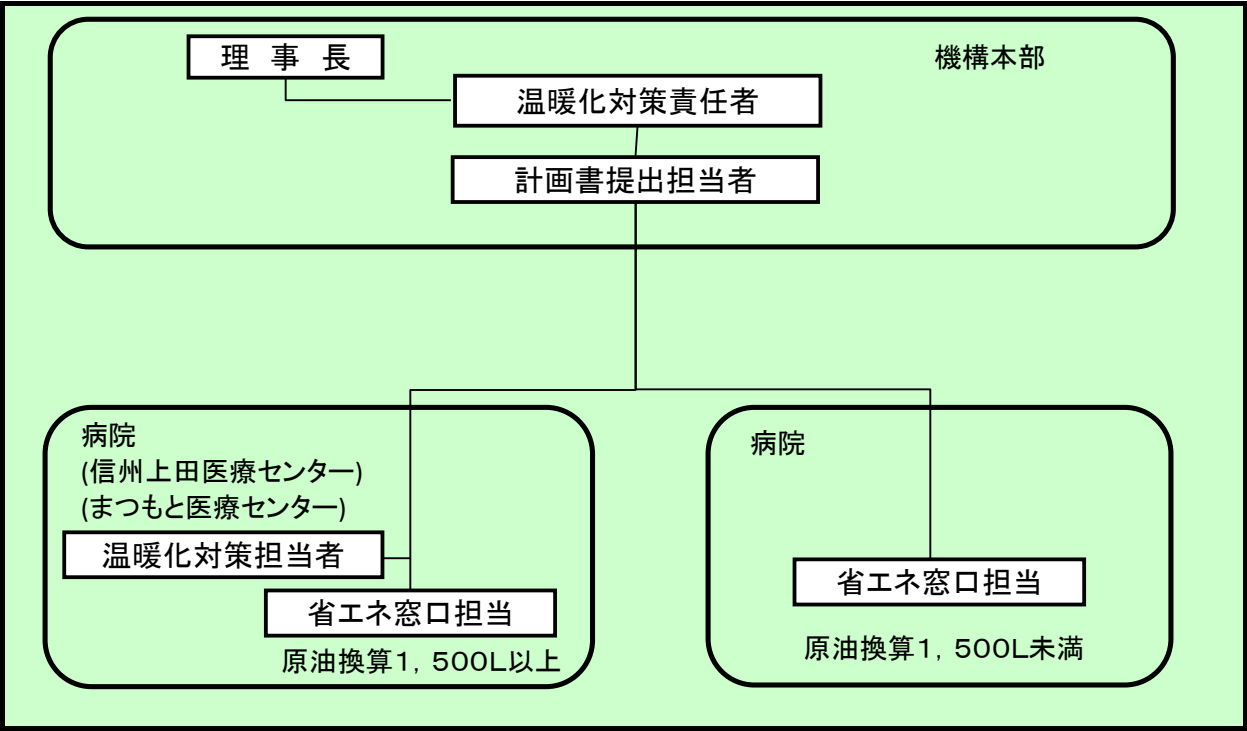 理 事 長
機構本部
温暖化対策責任者
計画書提出担当者
病院
(信州上田医療センター)
(まつもと医療センター)
温暖化対策担当者
省エネ窓口担当
原油換算１，５００Ｌ以上
病院
省エネ窓口担当
原油換算１，５００Ｌ未満